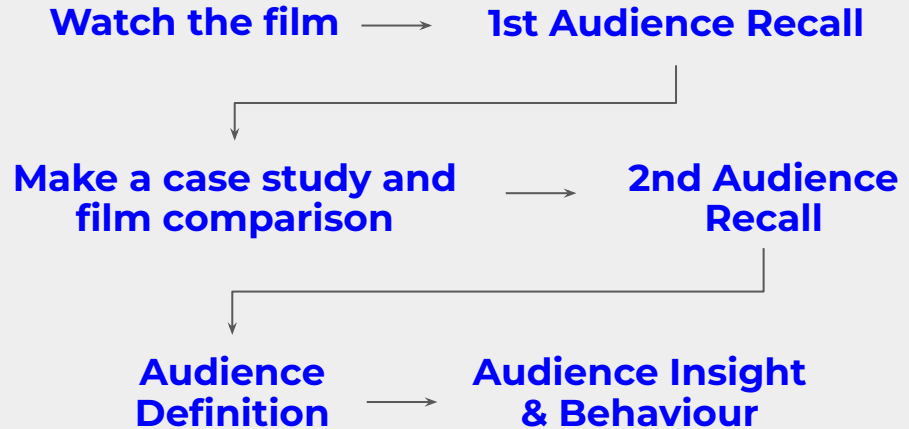 Watch the film
1st Audience Recall
Make a case study and
film comparison
2nd Audience
Recall
Audience
Definition
Audience Insight
& Behaviour